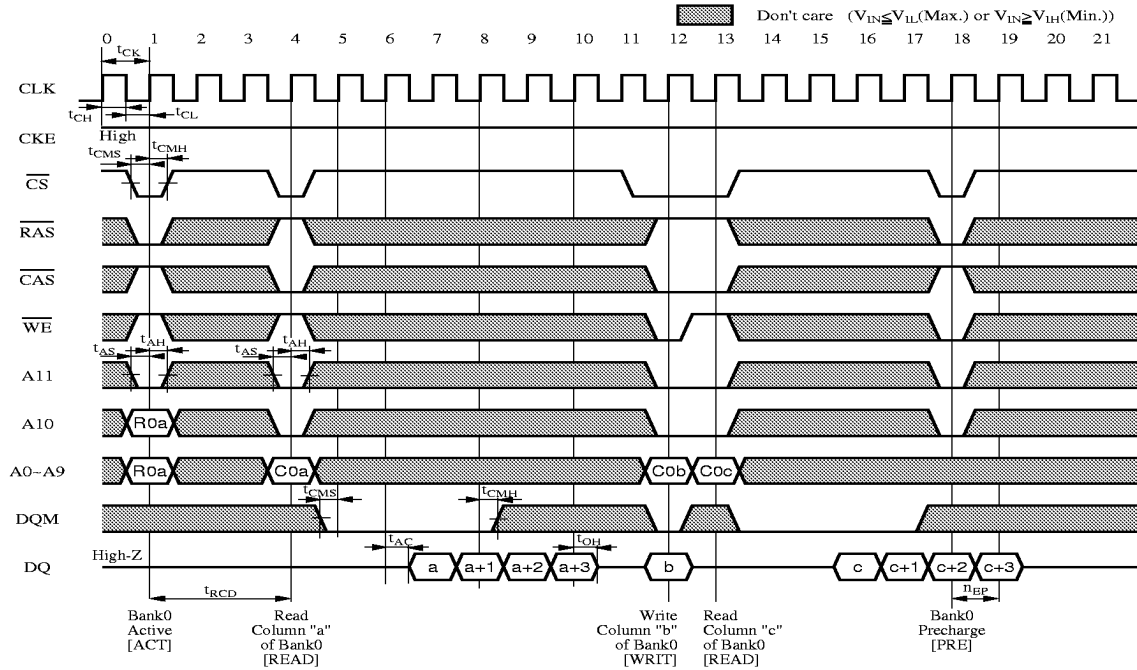 Don't care (VIN≦VIL(Max.) or VIN≧VIH(Min.))
0 1 2 3 4 5 6 7 8 9 10 11 12 13 14 15 16 17 18 19 20 21
tCK
CLK
tCH tCL
CKE High
tCMS tCMH
CS
RAS
CAS
WE
tAS tAH tAS tAH
A11
A10 R0a
A0~A9 R0a C0a C0b C0c
tCMS tCMH
DQM
tAC tOH
DQ High-Z a a+1 a+2 a+3 b c c+1 c+2 c+3
tRCD nEP
Bank0 Read Write Read Bank0
Active Column "a" Column "b" Column "c" Precharge
[ACT] of Bank0 of Bank0 of Bank0 [PRE]
[READ] [WRIT] [READ]